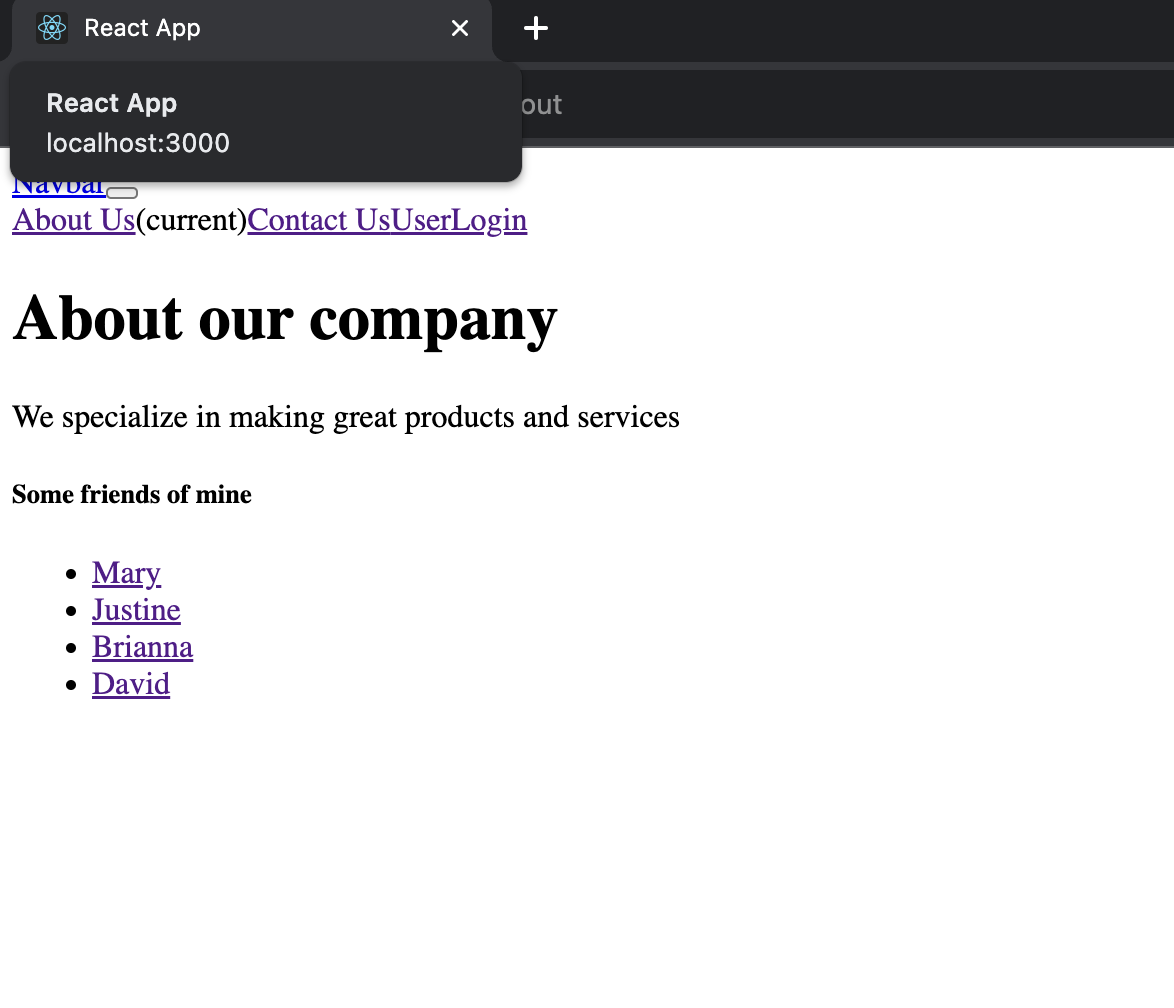 React App
React App
localhost:3000
out
Navbar
About Us(current)Contact UsUserLogin
About our company
We specialize in making great products and services
Some friends of mine
Mary
Justine
Brianna
David